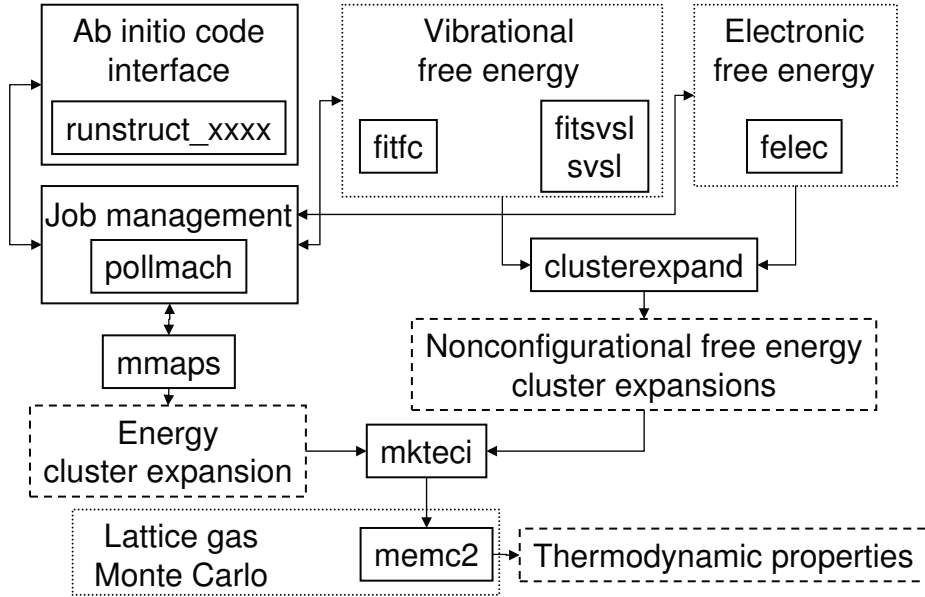 Ab initio code
interface
runstruct_xxxx
Vibrational
free energy
fitfc
fitsvsl
svsl
Electronic
free energy
felec
Job management
pollmach
clusterexpand
mmaps
Nonconfigurational free energy
cluster expansions
Energy
cluster expansion
mkteci
Lattice gas
Monte Carlo
memc2
Thermodynamic properties